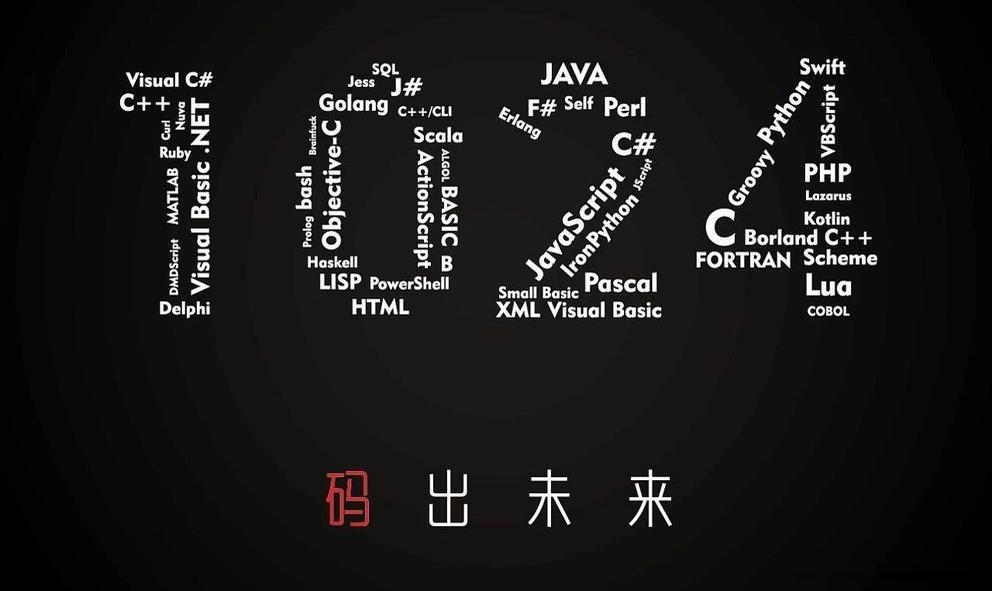 Visual C#
C++
Curl
Nuva
.NET
Ruby
MATLAB
Visual Basic
DMDScript
Delphi
SQL
Jess
J#
Golang
C++/CLI
Brainfuck
Objective-C
Scala
bash
ActionScript
ALGOL
BASIC
Prolog
B
Haskell
LISP
PowerShell
HTML
JAVA
F#
Self
Perl
Erlang
C#
JavaScript
JScript
IronPython
Pascal
Small Basic
XML
Visual Basic
Swift
Python
VBScript
Groovy
PHP
Lazarus
C
Kotlin
Borland C++
FORTRAN
Scheme
Lua
COBOL
码出未来